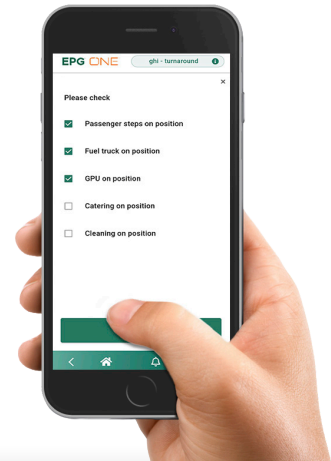 EPG ONE
ghi - turnaround
Please check
Passenger steps on position
Fuel truck on position
GPU on position
Catering on position
Cleaning on position